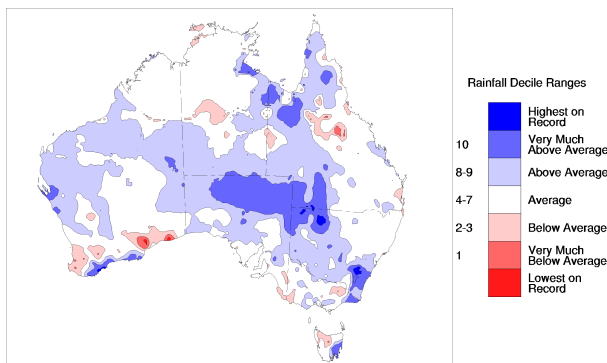 Rainfall Decile Ranges
Highest on
Record
10
Very Much
Above Average
8-9
Above Average
4-7
Average
2-3
Below Average
1
Very Much
Below Average
Lowest on
Record